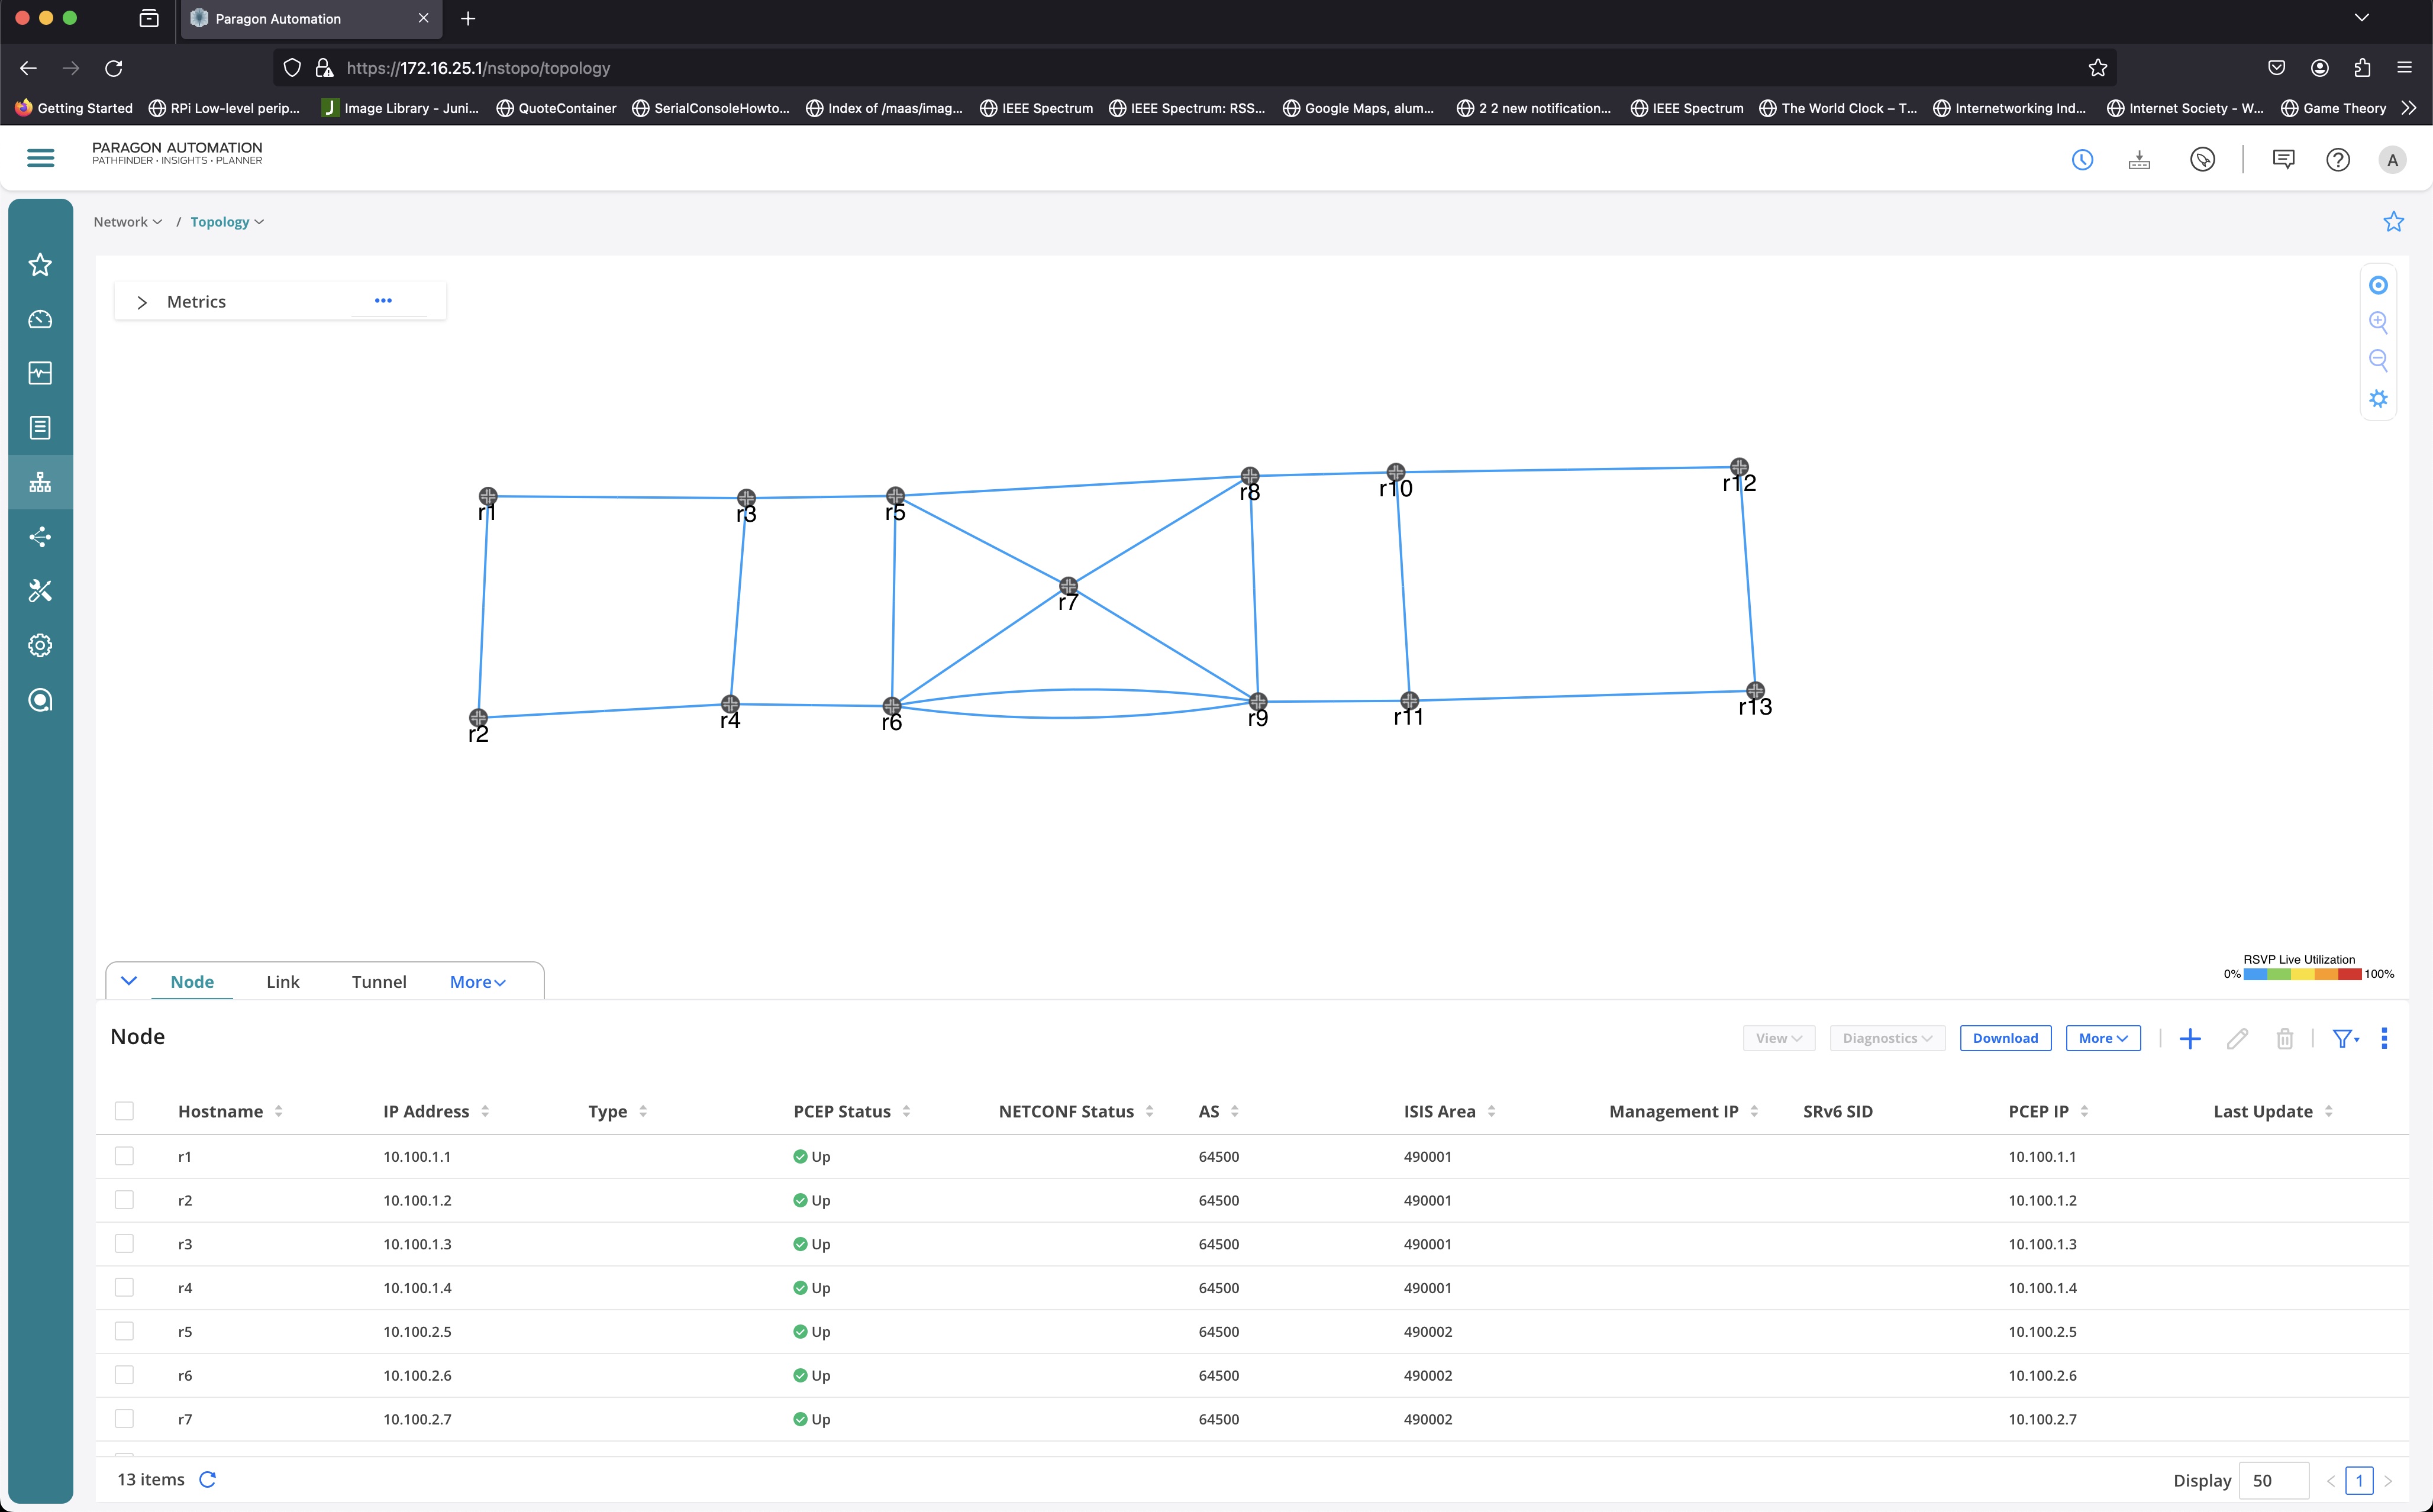 Paragon Automation
https://172.16.25.1/nstopo/topology
Getting Started RPi Low-level perip... J Image Library - Juni... QuoteContainer SerialConsoleHowto... Index of /maas/imag... IEEE Spectrum IEEE Spectrum: RSS... Google Maps, alum... 2 2 new notification... IEEE Spectrum The World Clock – T... Internetworking Ind... Internet Society - W... Game Theory
PARAGON AUTOMATION
PATHFINDER · INSIGHTS · PLANNER
A
Network / Topology
Metrics
r12
r10
r8
r1
r3
r5
r7
r13
r11
r9
r4
r6
r2
RSVP Live Utilization
0% 100%
Node Link Tunnel More
Node
View Diagnostics Download More
Hostname IP Address Type PCEP Status NETCONF Status AS ISIS Area Management IP SRv6 SID PCEP IP Last Update
r1 10.100.1.1 Up 64500 490001 10.100.1.1
r2 10.100.1.2 Up 64500 490001 10.100.1.2
r3 10.100.1.3 Up 64500 490001 10.100.1.3
r4 10.100.1.4 Up 64500 490001 10.100.1.4
r5 10.100.2.5 Up 64500 490002 10.100.2.5
r6 10.100.2.6 Up 64500 490002 10.100.2.6
r7 10.100.2.7 Up 64500 490002 10.100.2.7
13 items Display 50 < 1 >